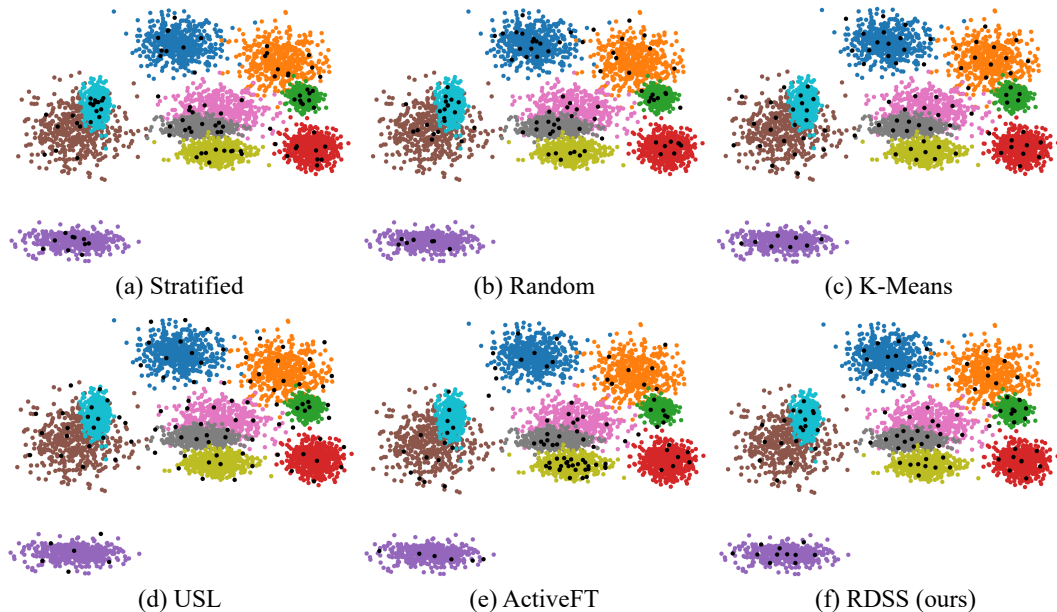 (a) Stratified
(b) Random
(c) K-Means
(d) USL
(e) ActiveFT
(f) RDSS (ours)